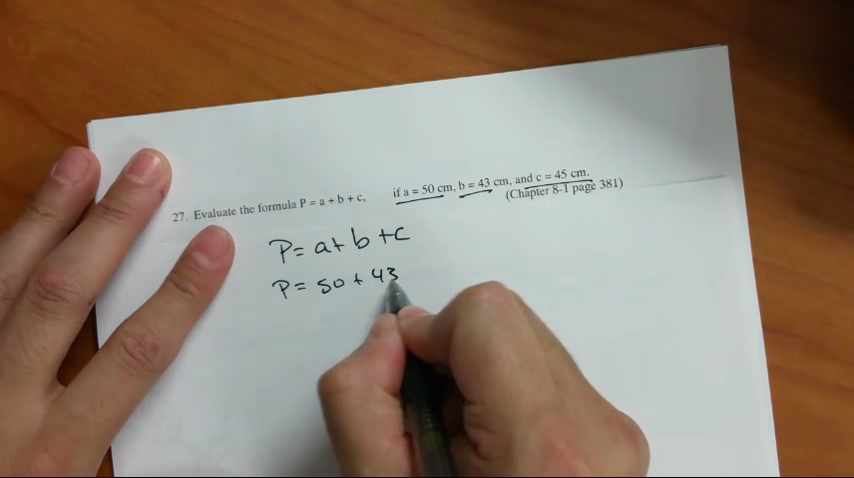 27. Evaluate the formula P = a + b + c, if a = 50 cm, b = 43 cm, and c = 45 cm.
(Chapter 8-1 page 381)
P = a + b + c
P = 50 + 43